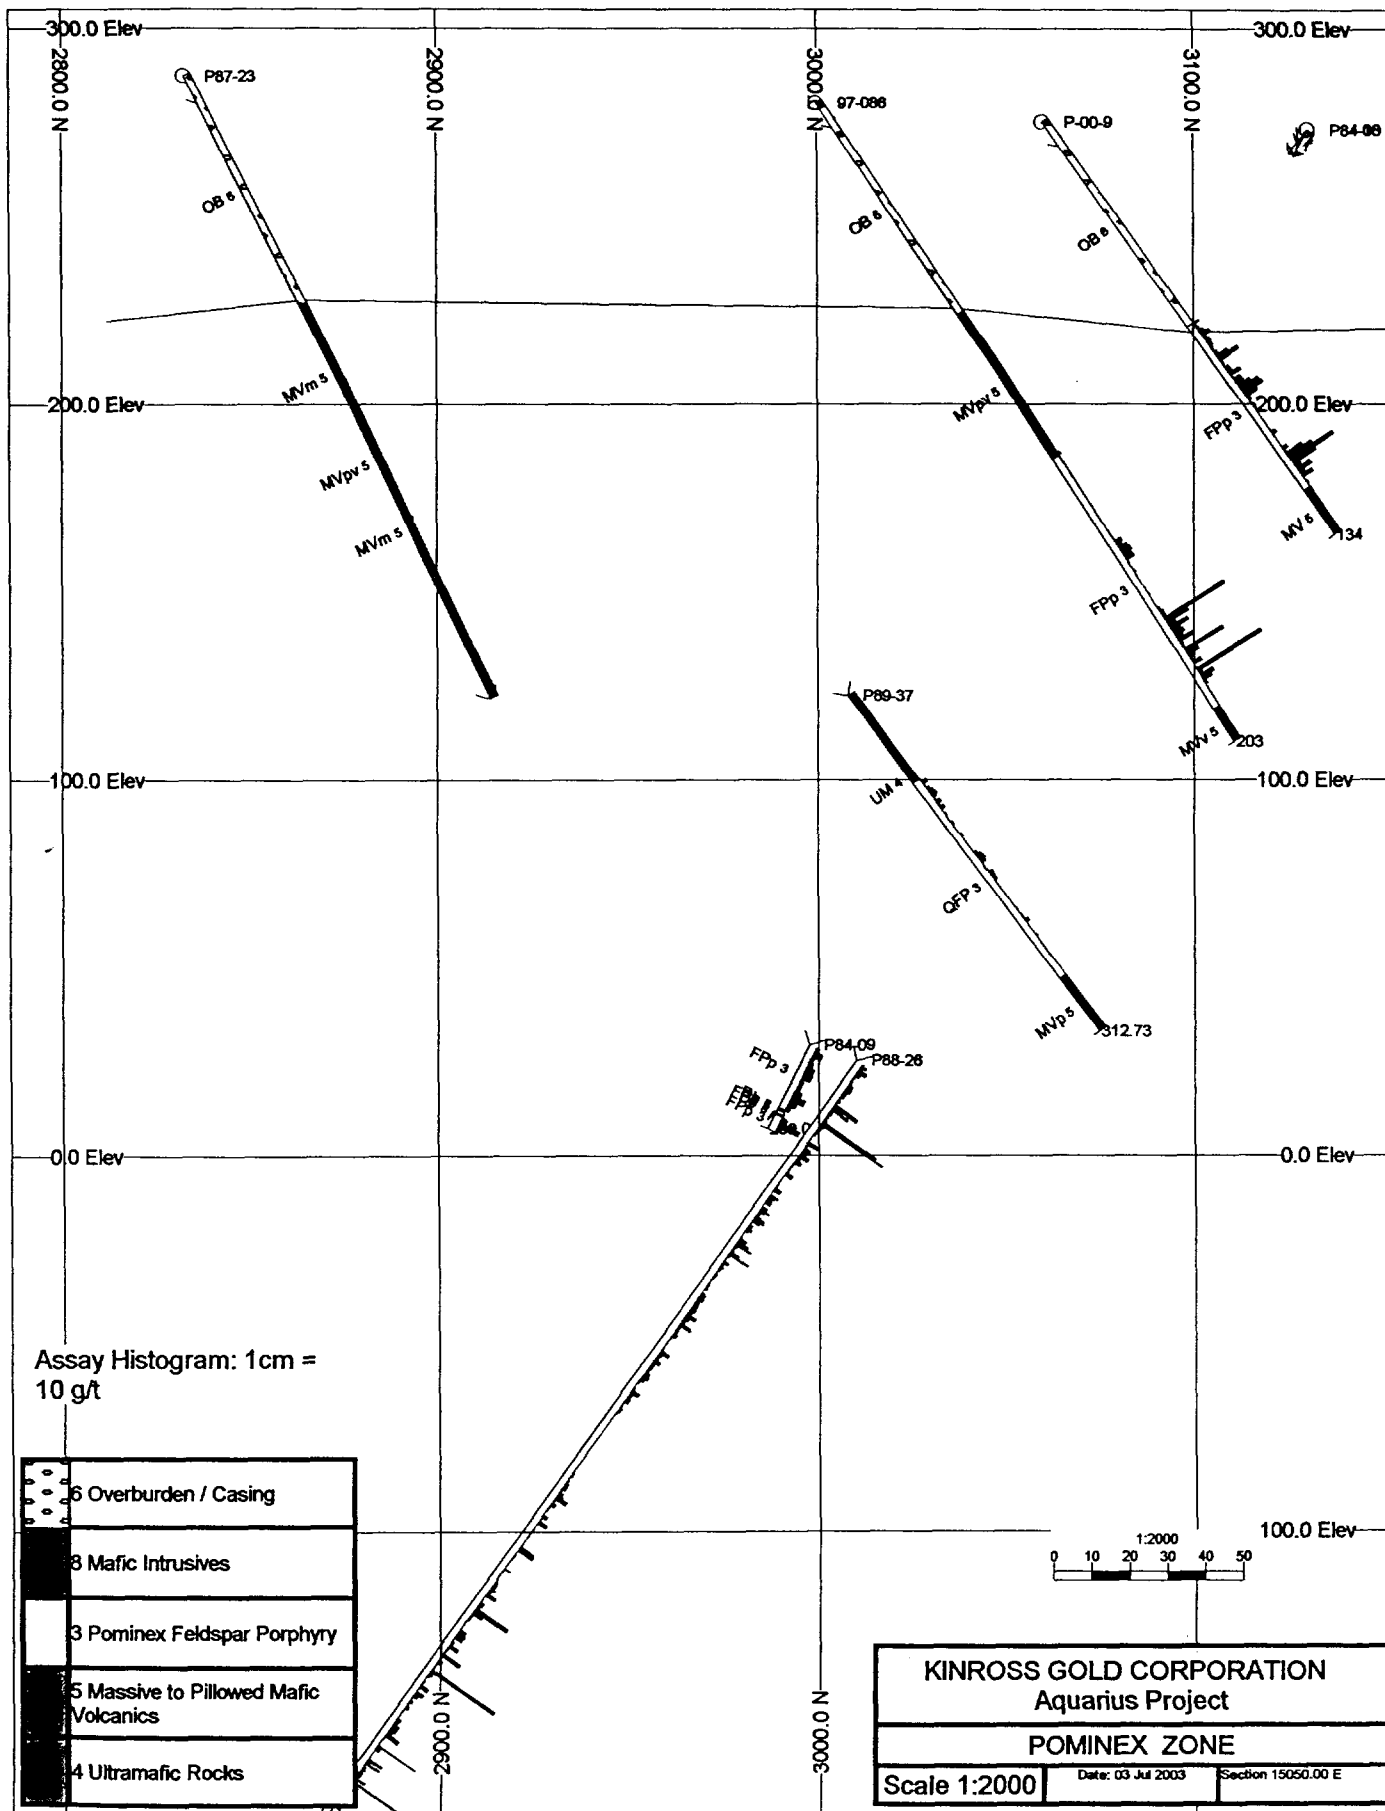 300.0 Elev
300.0 Elev
2800.0 N
2900.0 N
3000.0 N
3100.0 N
P87-23
97-086
P-00-9
OB 6
OB 6
OB 6
MVm 5
MVpv 5
MVm 5
MVpv 5
FPp 3
200.0 Elev
200.0 Elev
MV 5
134
FPp 3
MVv 5
203
P89-37
100.0 Elev
100.0 Elev
UM 4
QFP 3
MVp 5
312.73
FPp 3
P84-09
P88-26
FPp 3
0.0 Elev
0.0 Elev
Assay Histogram: 1cm =
10 g/t
6 Overburden / Casing
8 Mafic Intrusives
3 Pominex Feldspar Porphyry
5 Massive to Pillowed Mafic
Volcanics
4 Ultramafic Rocks
100.0 Elev
1:2000
0 10 20 30 40 50
2900.0 N
3000.0 N
KINROSS GOLD CORPORATION
Aquarius Project
POMINEX ZONE
Scale 1:2000
Date: 03 Jul 2003
Section 15050.00 E